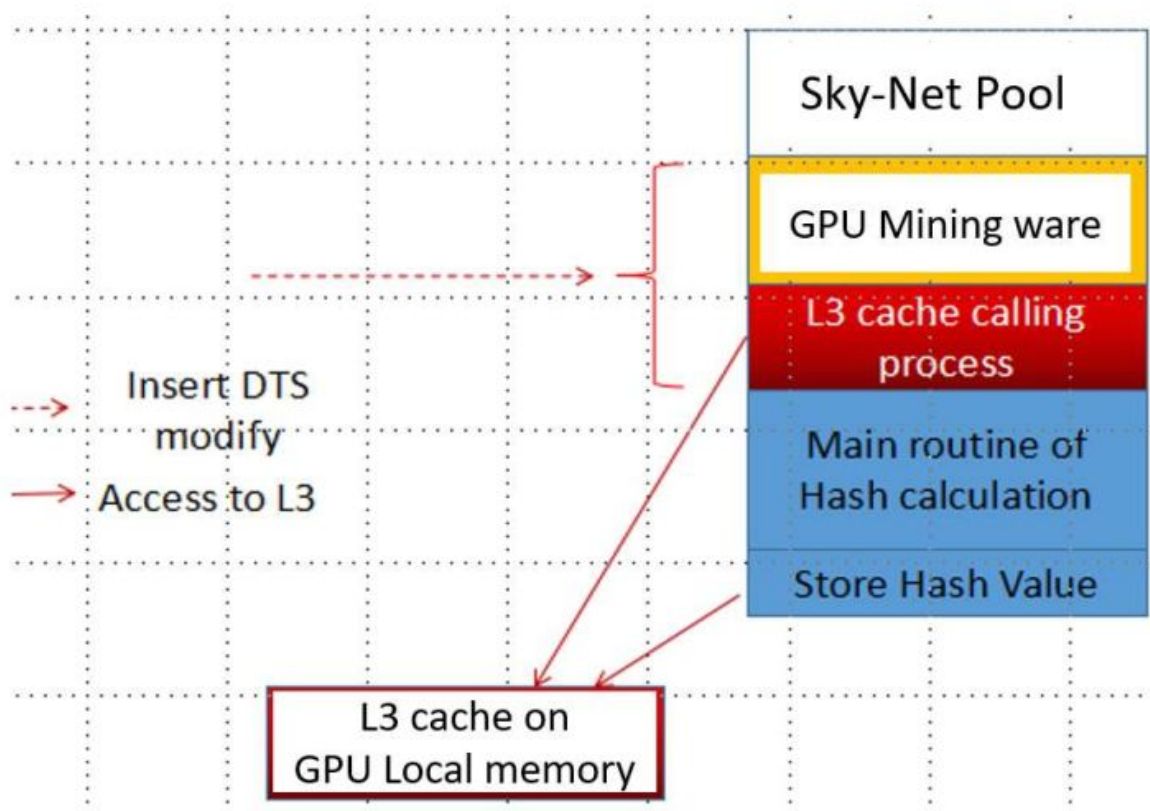 Sky-Net Pool
GPU Mining ware
L3 cache calling
process
Insert DTS
modify
Access to L3
Main routine of
Hash calculation
Store Hash Value
L3 cache on
GPU Local memory